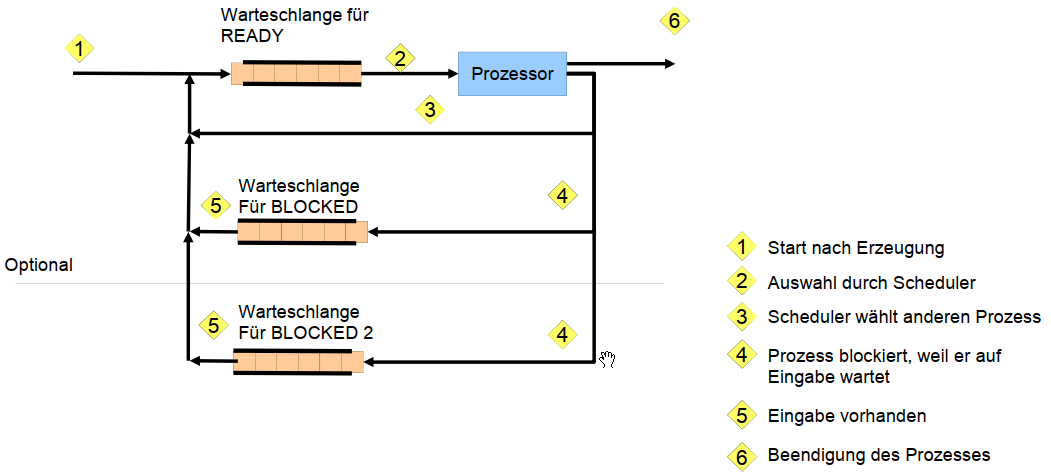 Warteschlange für
READY
6
1
2
Prozessor
3
Warteschlange
Für BLOCKED
5
4
Optional
Warteschlange
Für BLOCKED 2
5
4
1 Start nach Erzeugung
2 Auswahl durch Scheduler
3 Scheduler wählt anderen Prozess
4 Prozess blockiert, weil er auf
Eingabe wartet
5 Eingabe vorhanden
6 Beendigung des Prozesses